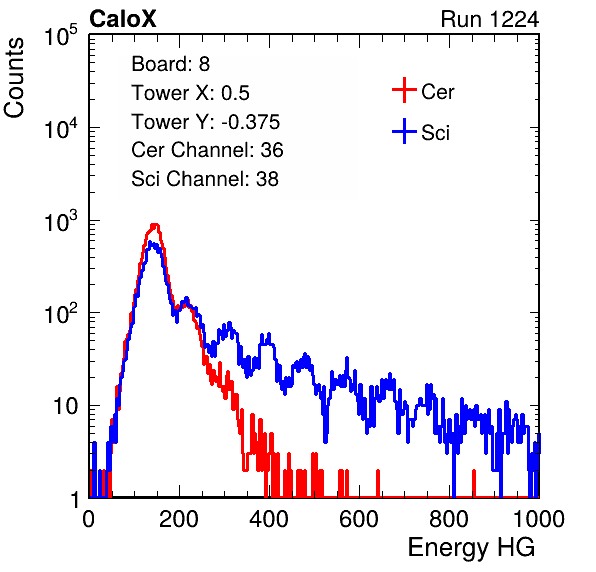 CaloX Run 1224
Counts
Board: 8
Tower X: 0.5
Tower Y: -0.375
Cer Channel: 36
Sci Channel: 38
Cer
Sci
10^5
10^4
10^3
10^2
10
1
0 200 400 600 800 1000
Energy HG